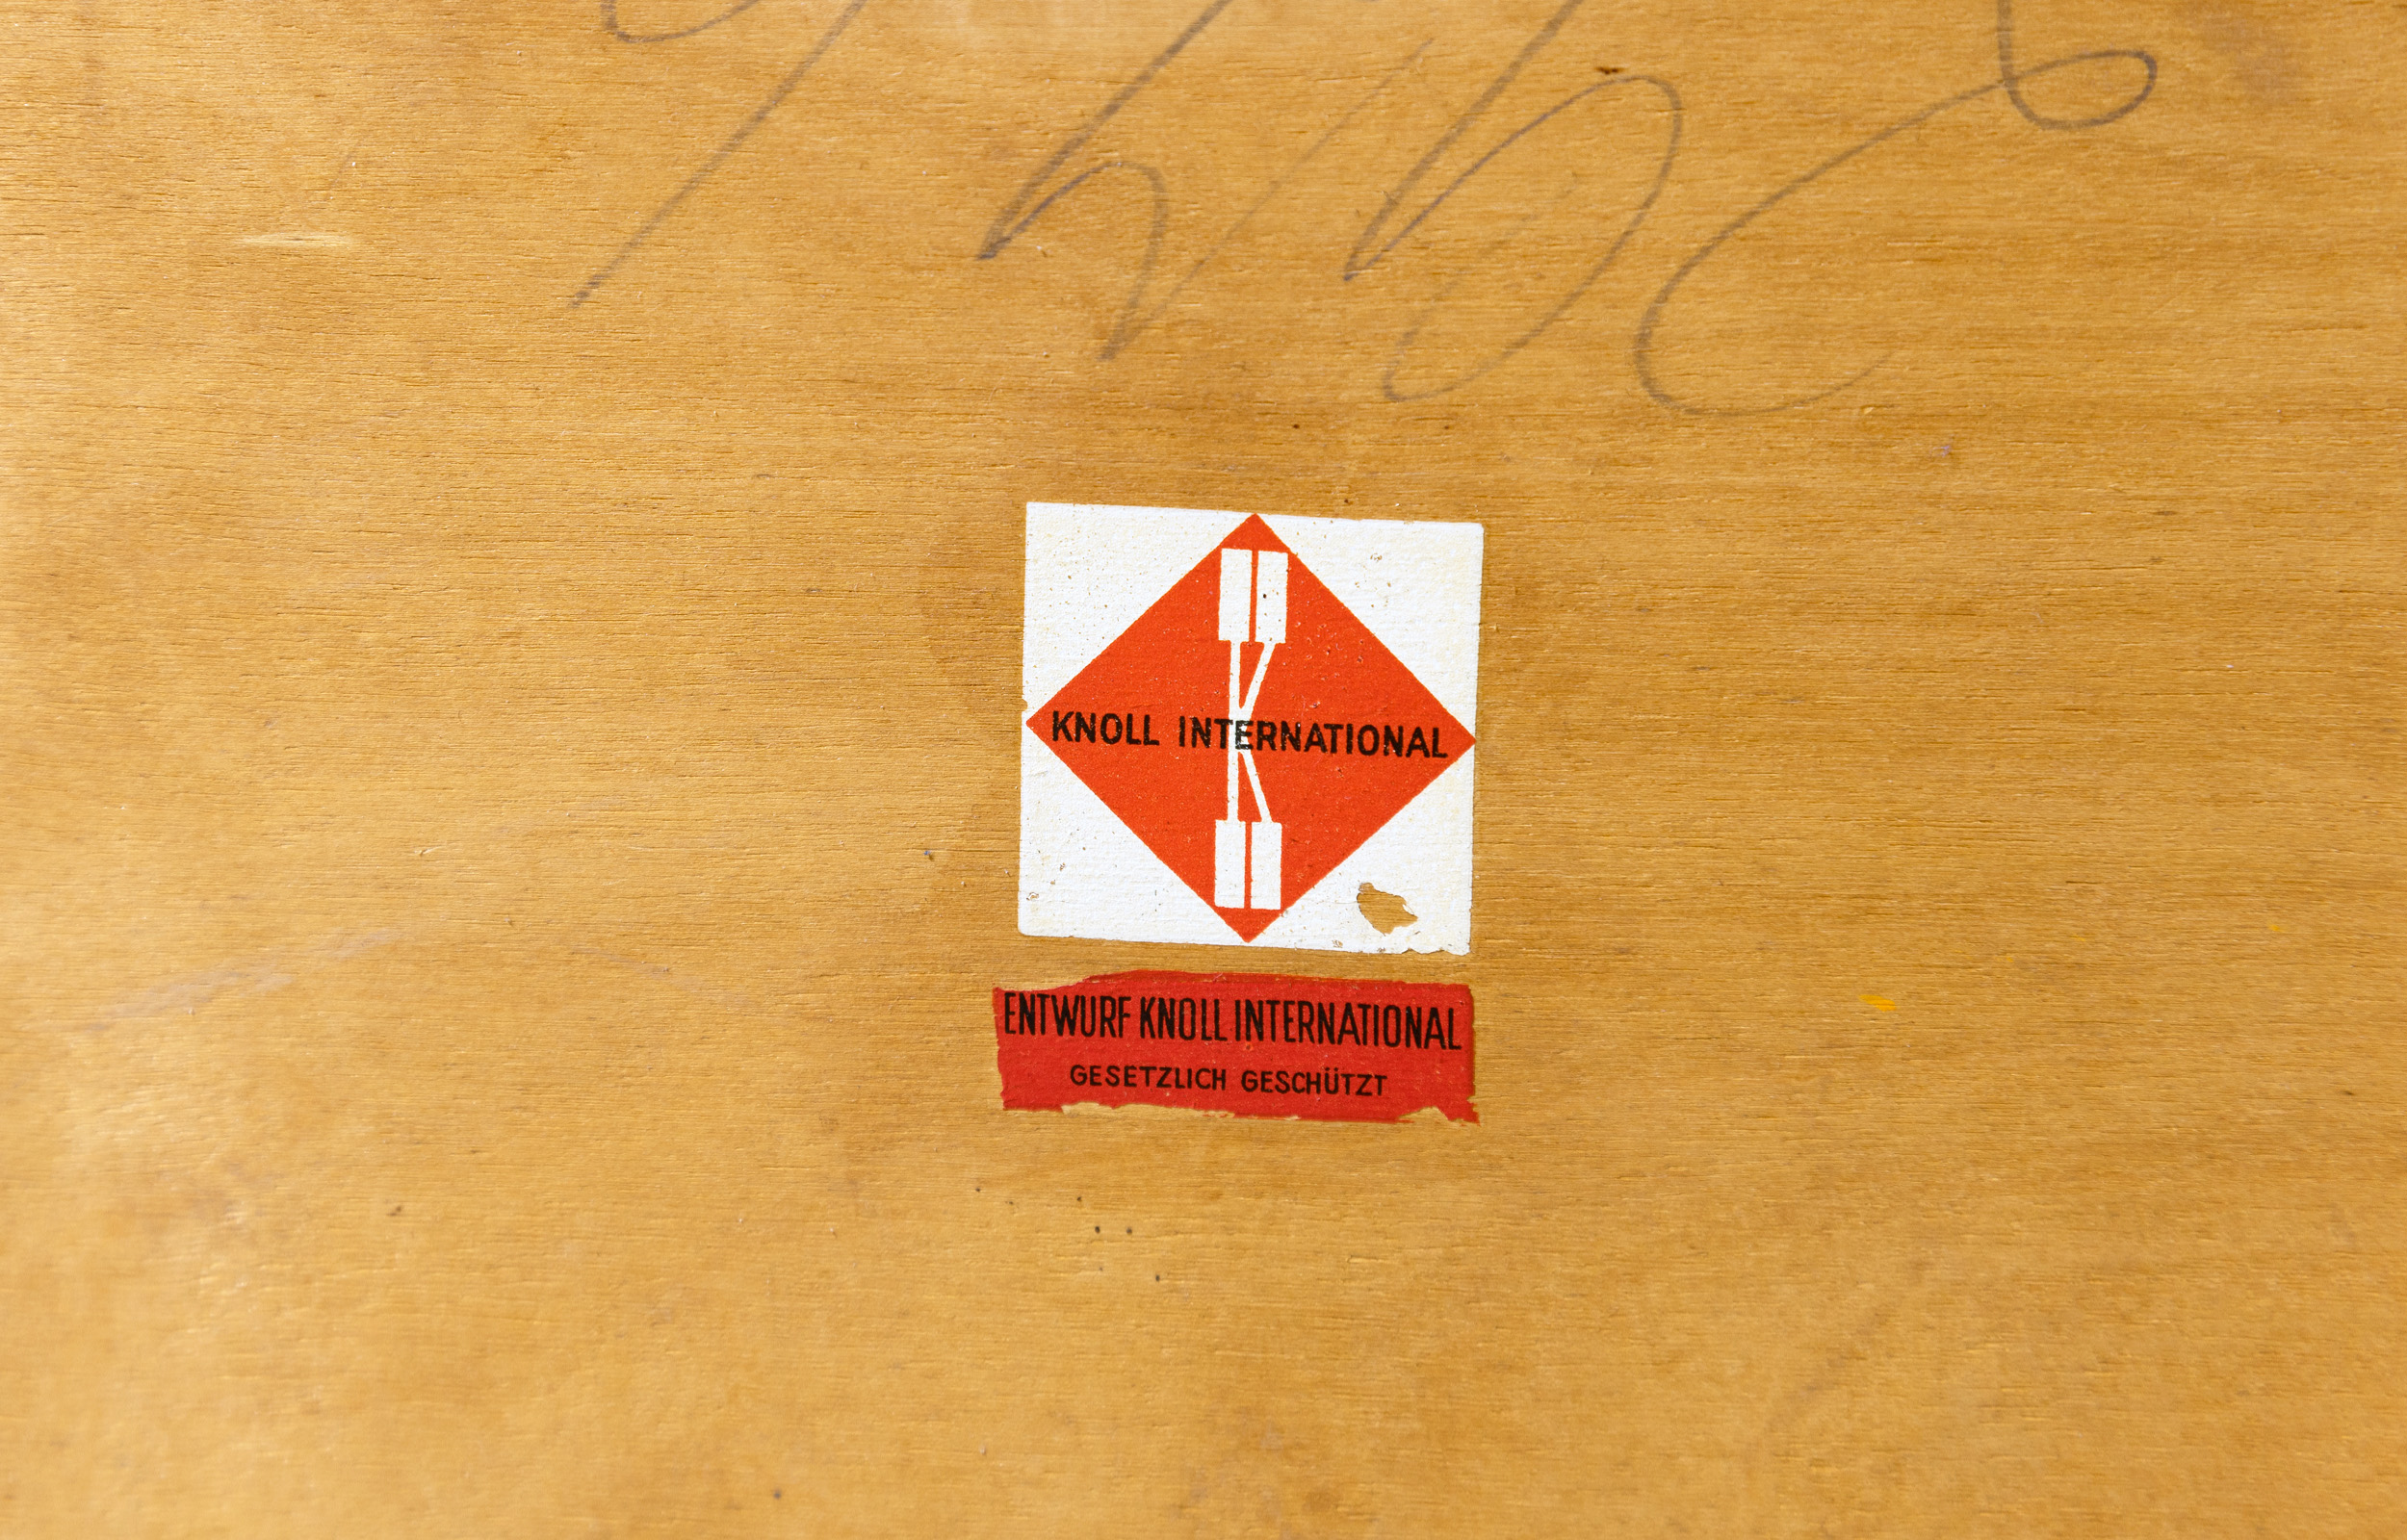 KNOLL INTERNATIONAL
ENTWURF KNOLL INTERNATIONAL
GESETZLICH GESCHÜTZT